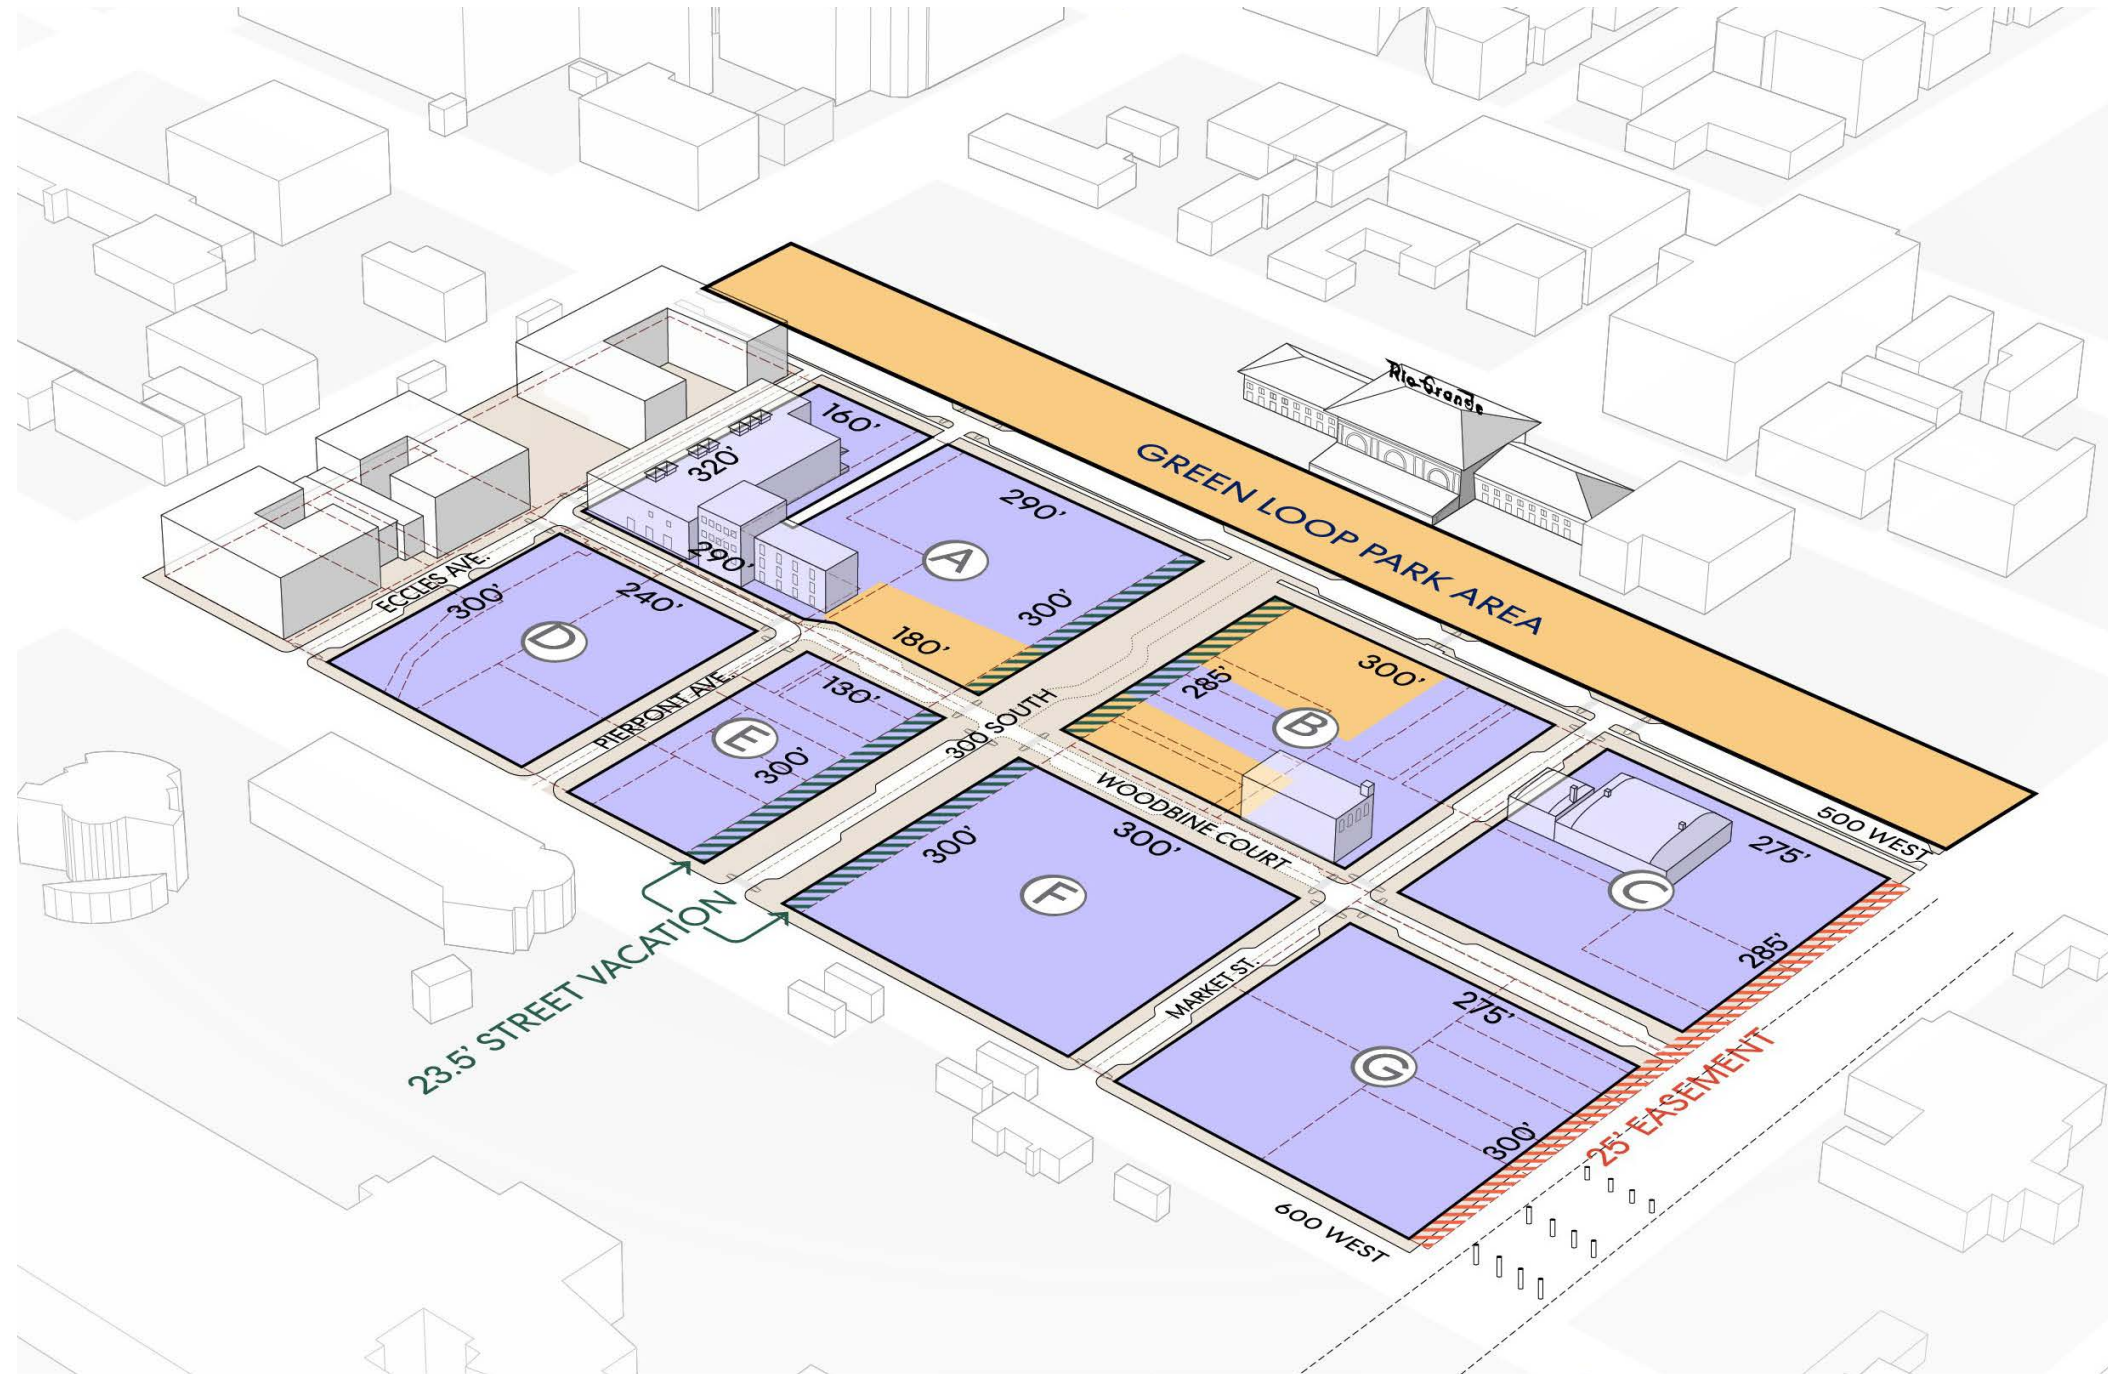 Rio Grande
160'
320'
290'
GREEN LOOP PARK AREA
A
290'
ECCLES AVE.
300'
240'
300'
D
180'
300'
285'
B
PIERPONT AVE.
130'
E
300'
300 SOUTH
WOODBINE COURT
500 WEST
275'
300'
300'
C
F
23.5' STREET VACATION
285'
MARKET ST.
275'
G
25' EASEMENT
300'
600 WEST